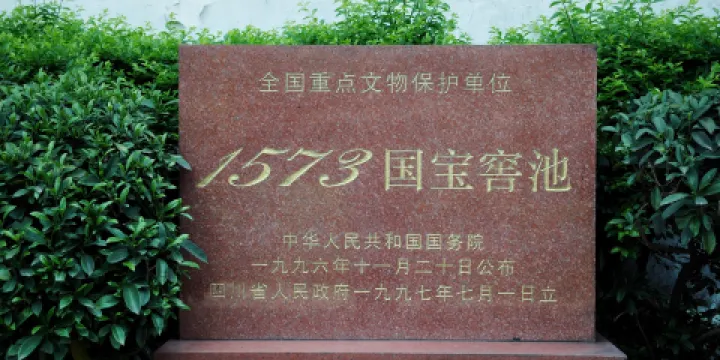 全国重点文物保护单位
1573国宝窖池
中华人民共和国国务院
一九九六年十一月二十日公布
四川省人民政府一九九七年七月一日立